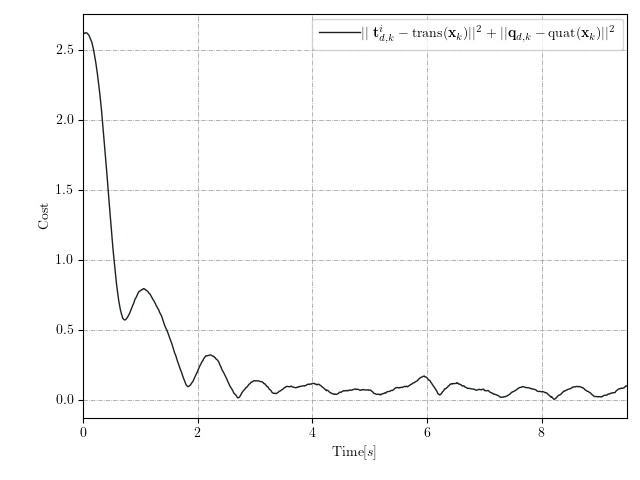 || t^i_{d,k} − trans(x_k)||^2 + ||q_{d,k} − quat(x_k)||^2
2.5
2.0
1.5
1.0
0.5
0.0
Cost
0 2 4 6 8
Time[s]